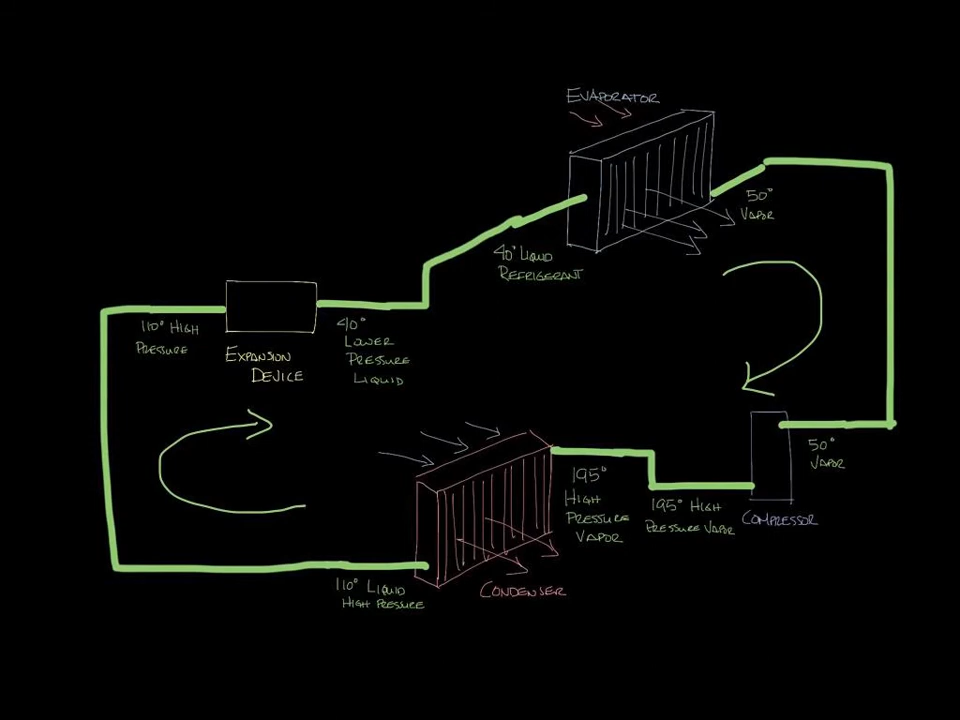 EVAPORATOR
50°
VAPOR
40° LIQUID
REFRIGERANT
110° HIGH
PRESSURE
EXPANSION
DEVICE
40°
LOWER
PRESSURE
LIQUID
50°
VAPOR
COMPRESSOR
195° HIGH
PRESSURE VAPOR
195°
HIGH
PRESSURE
VAPOR
CONDENSER
110° LIQUID
HIGH PRESSURE